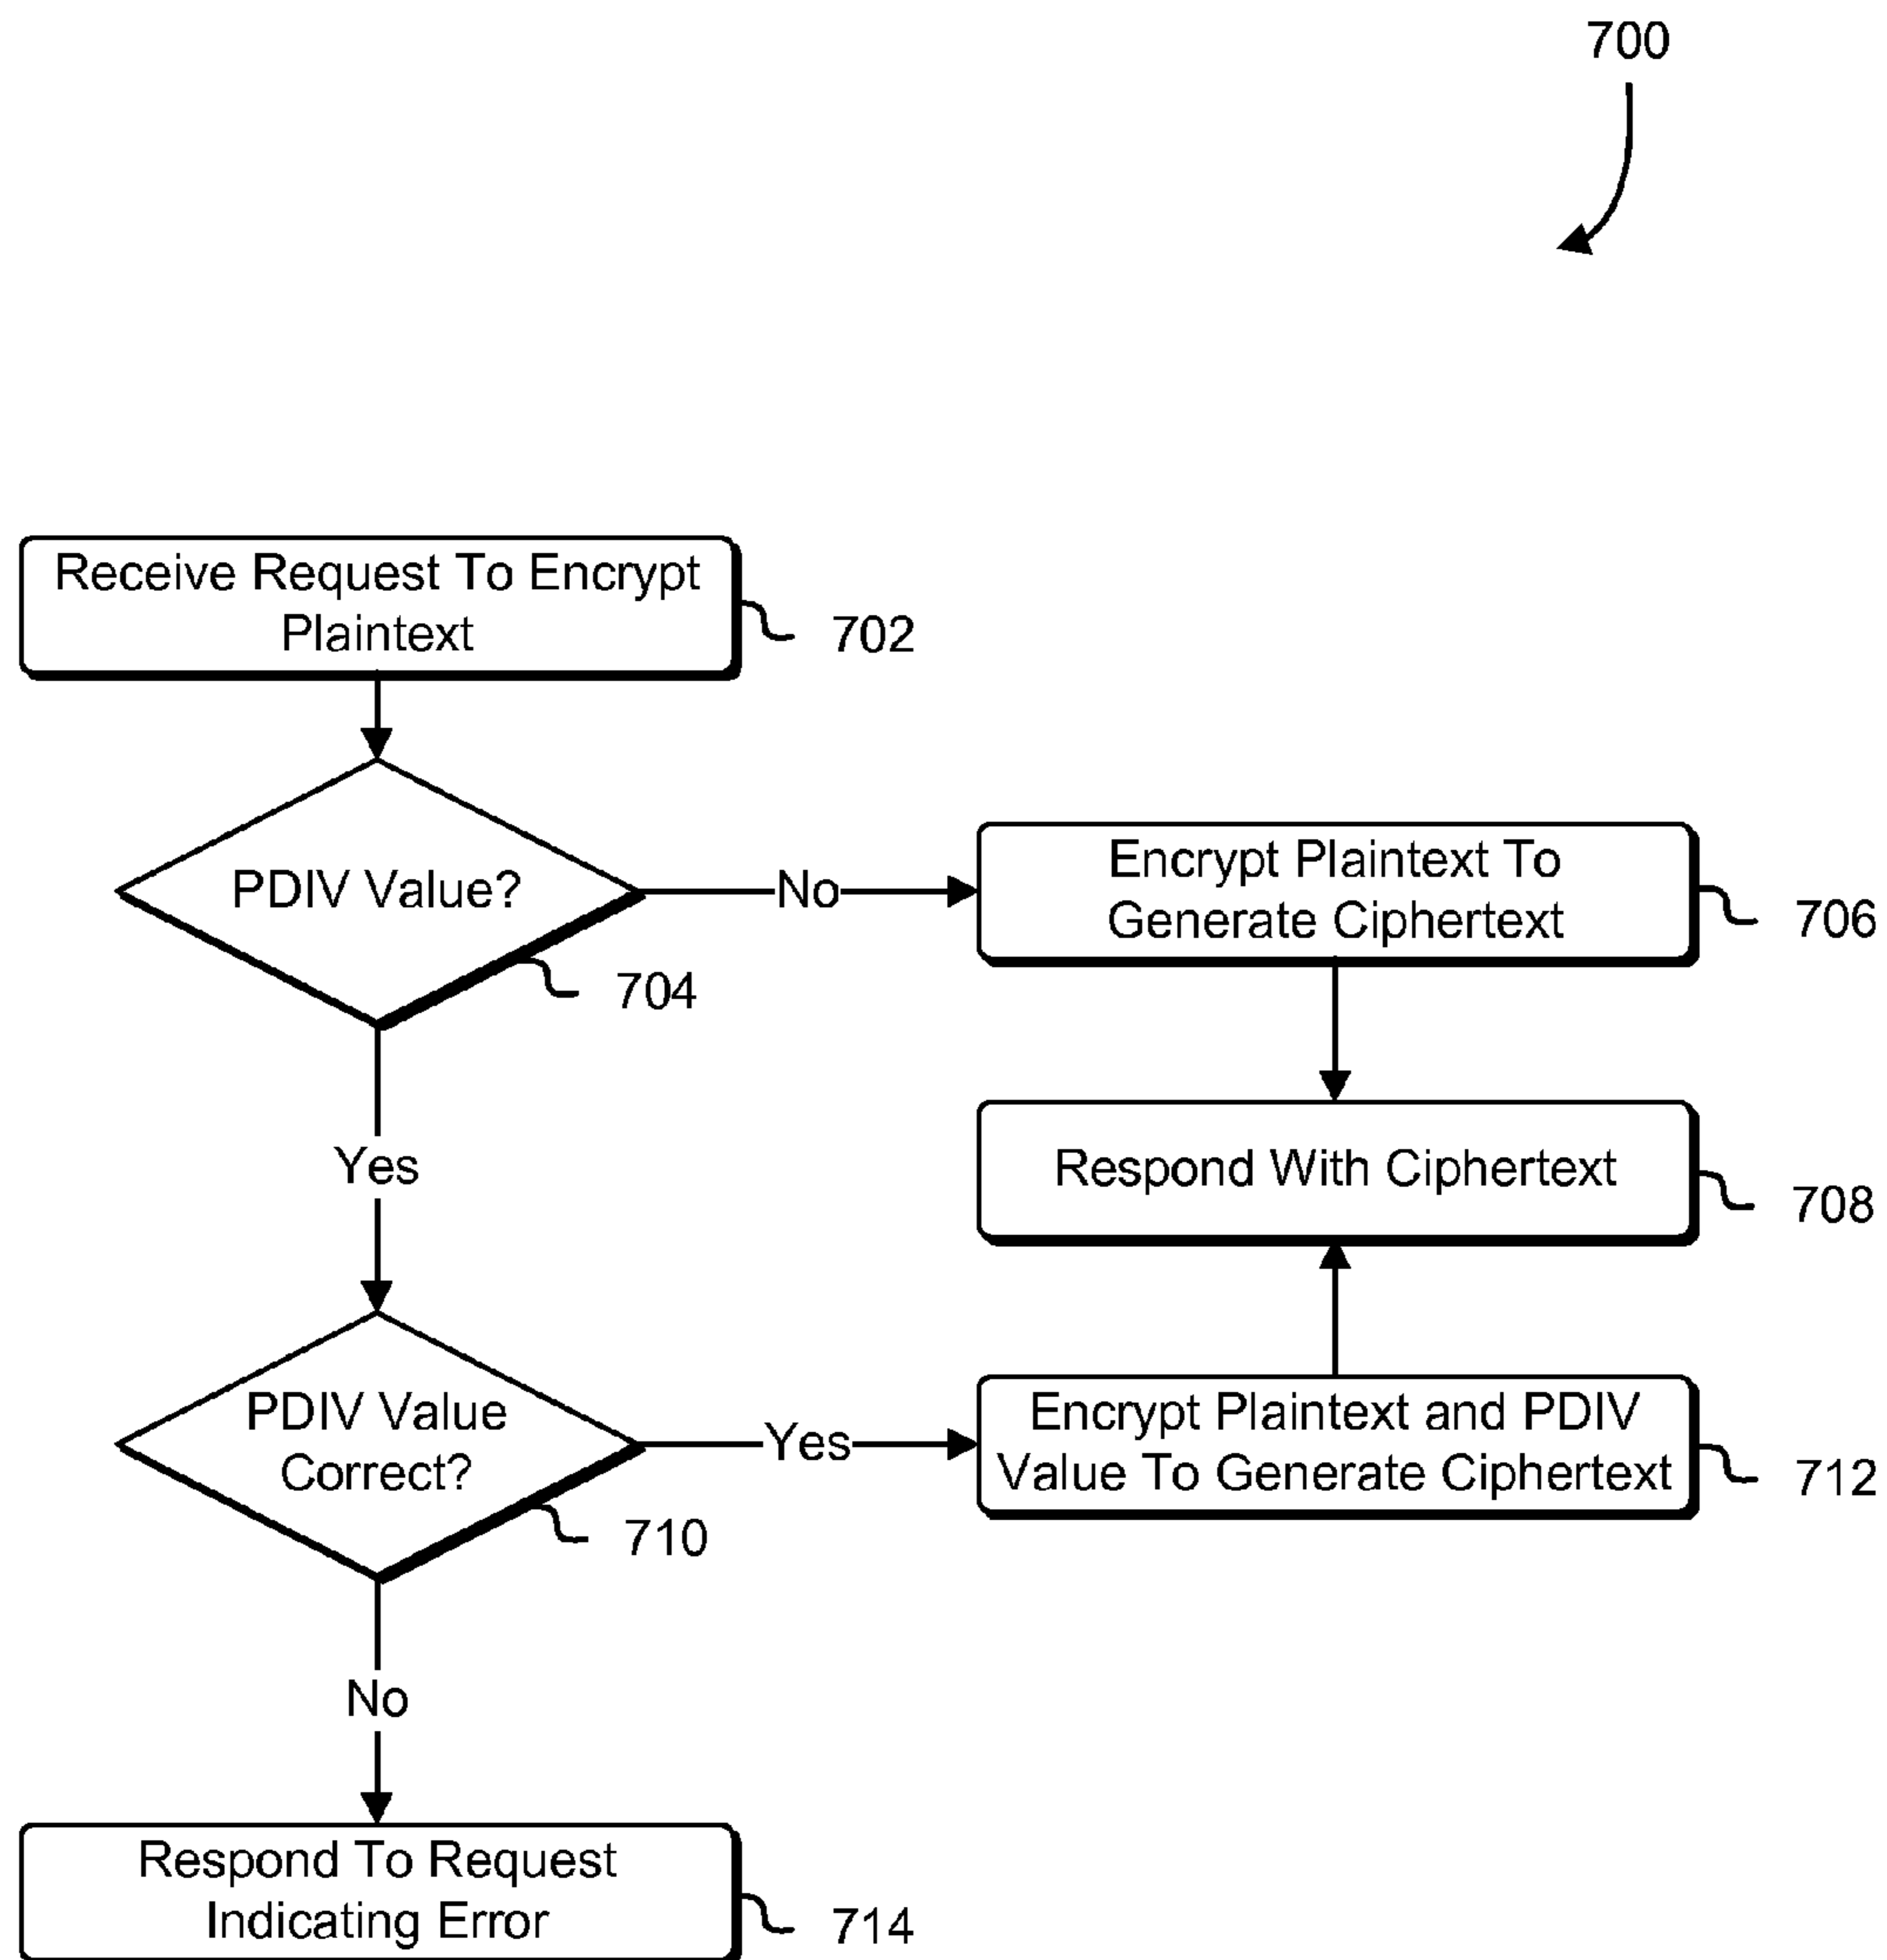 700
Receive Request To Encrypt
Plaintext
702
PDIV Value?
704
No
Encrypt Plaintext To
Generate Ciphertext
706
Yes
Respond With Ciphertext
708
PDIV Value
Correct?
710
Yes
Encrypt Plaintext and PDIV
Value To Generate Ciphertext
712
No
Respond To Request
Indicating Error
714